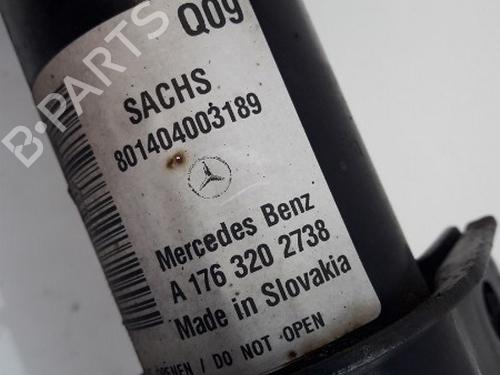 Q09
SACHS
801404003189
Mercedes Benz
A 176 320 2738
Made in Slovakia
/ DO NOT OPEN
B-PARTS